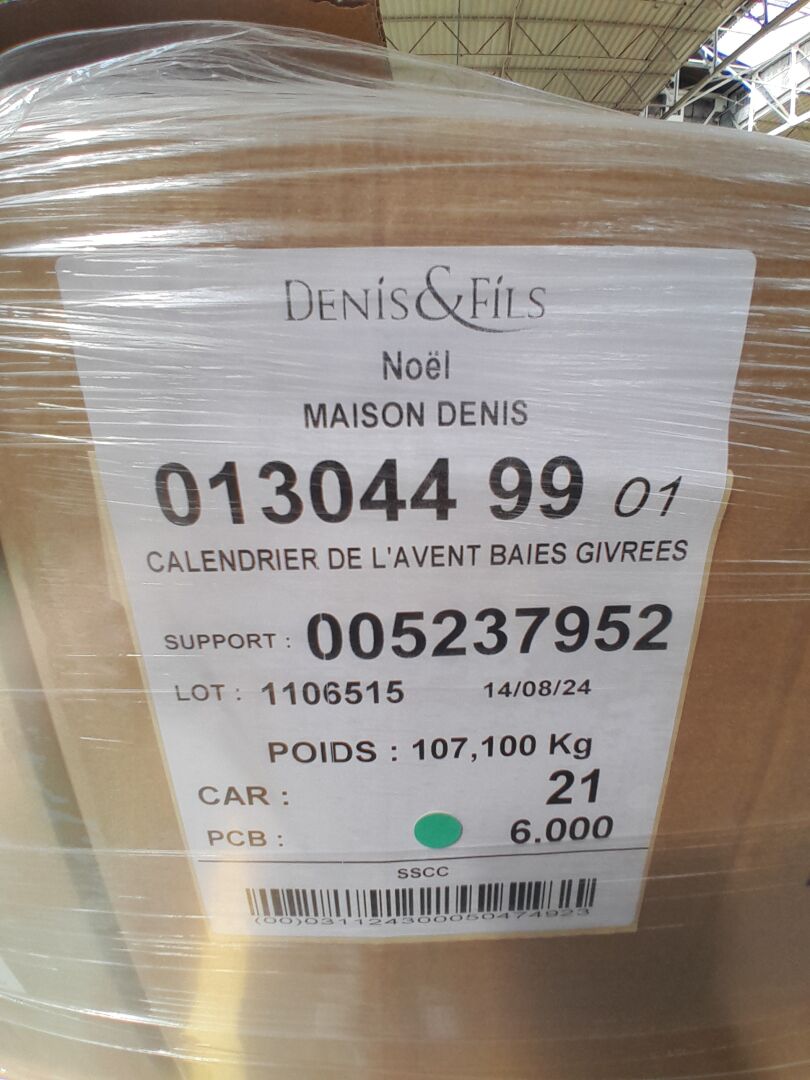 DENIS&FILS
Noël
MAISON DENIS
013044 99 01
CALENDRIER DE L'AVENT BAIES GIVREES
SUPPORT : 005237952
LOT : 1106515 14/08/24
POIDS : 107,100 Kg
CAR : 21
PCB : 6.000
SSCC
(00)031124300050474923